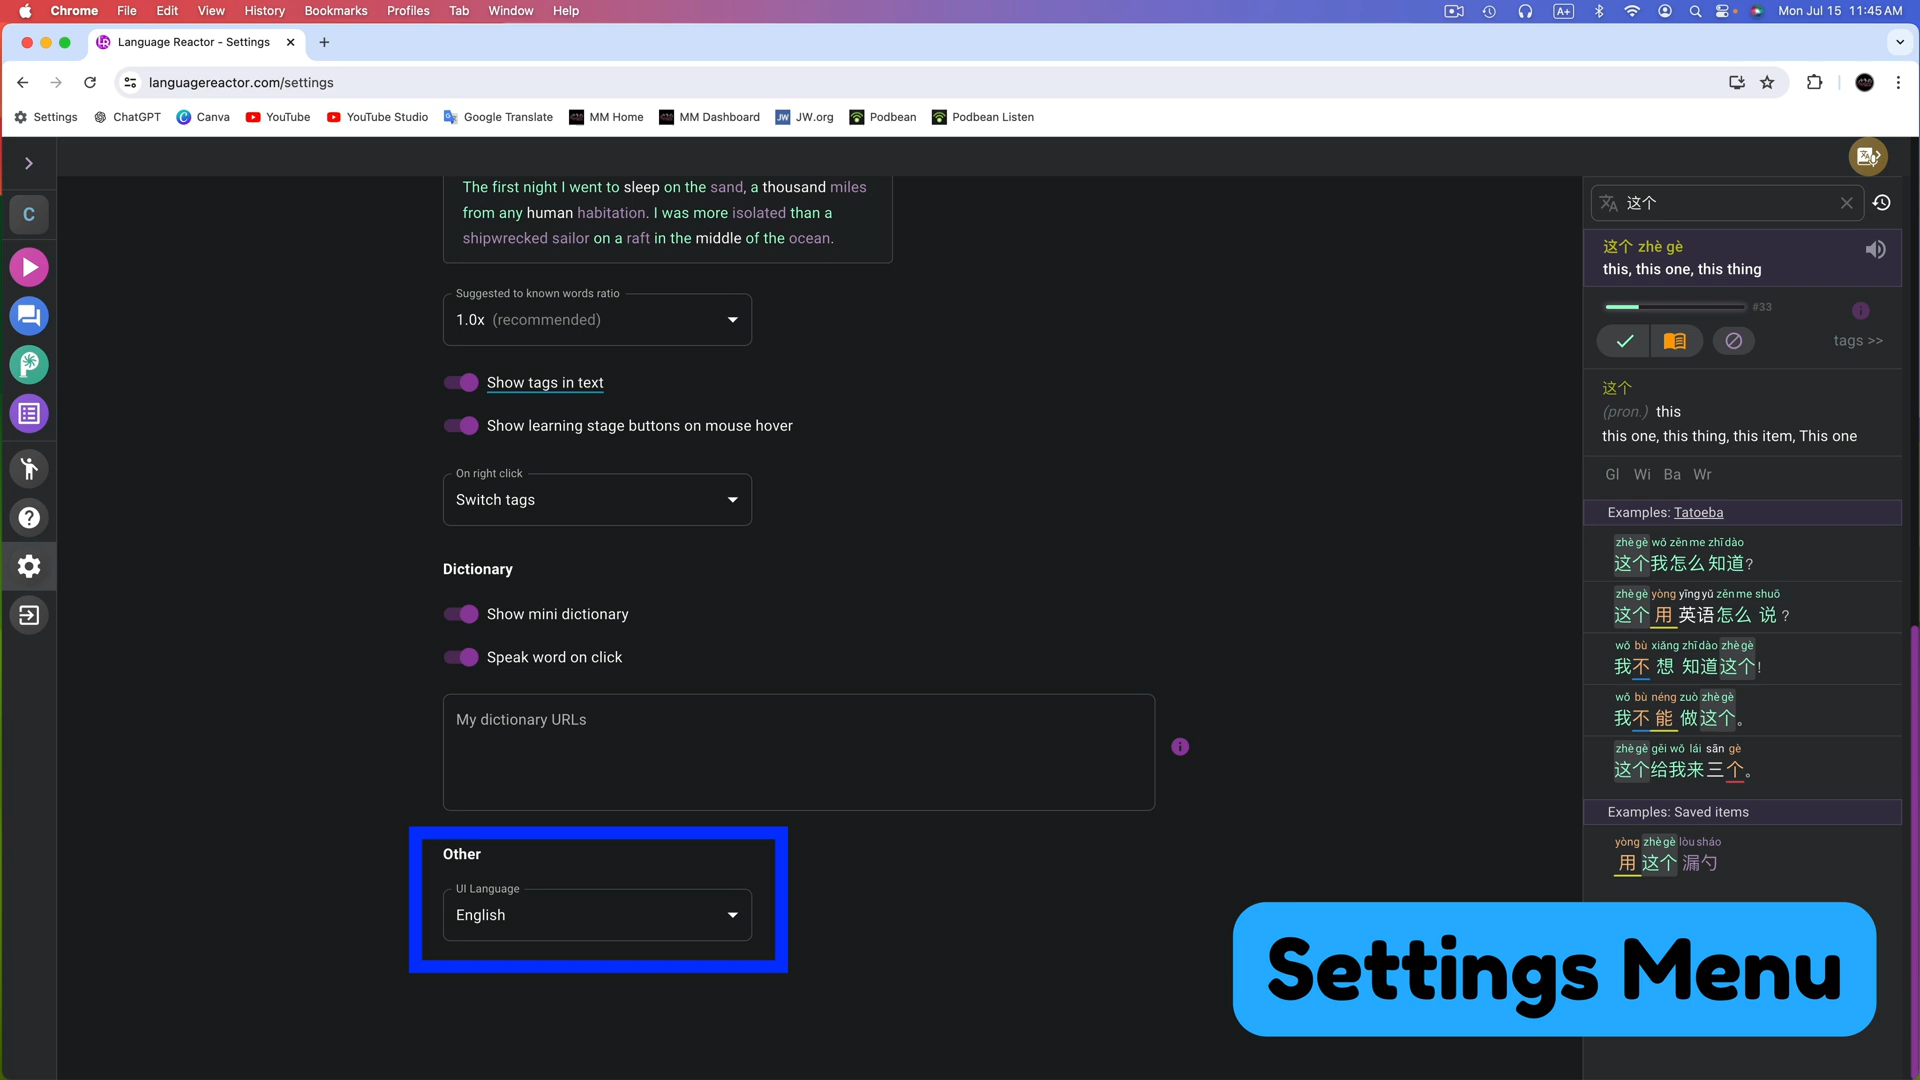 Chrome File Edit View History Bookmarks Profiles Tab Window Help
A+ Mon Jul 15 11:45 AM
Language Reactor - Settings
languagereactor.com/settings
Settings ChatGPT Canva YouTube YouTube Studio Google Translate MM Home MM Dashboard JW JW.org Podbean Podbean Listen
C
The first night I went to sleep on the sand, a thousand miles
from any human habitation. I was more isolated than a
shipwrecked sailor on a raft in the middle of the ocean.
Suggested to known words ratio
1.0x (recommended)
Show tags in text
Show learning stage buttons on mouse hover
On right click
Switch tags
Dictionary
Show mini dictionary
Speak word on click
My dictionary URLs
Other
UI Language
English
这个
这个 zhè gè
this, this one, this thing
#33
tags >>
这个
(pron.) this
this one, this thing, this item, This one
Gl Wi Ba Wr
Examples: Tatoeba
zhè gè wǒ zěn me zhī dào
这个我怎么知道?
zhè gè yòng yīng yǔ zěn me shuō
这个用英语怎么说?
wǒ bù xiǎng zhī dào zhè gè
我不想知道这个!
wǒ bù néng zuò zhè gè
我不能做这个。
zhè gè gěi wǒ lái sān gè
这个给我来三个。
Examples: Saved items
yòng zhè gè lòu sháo
用这个漏勺
Settings Menu